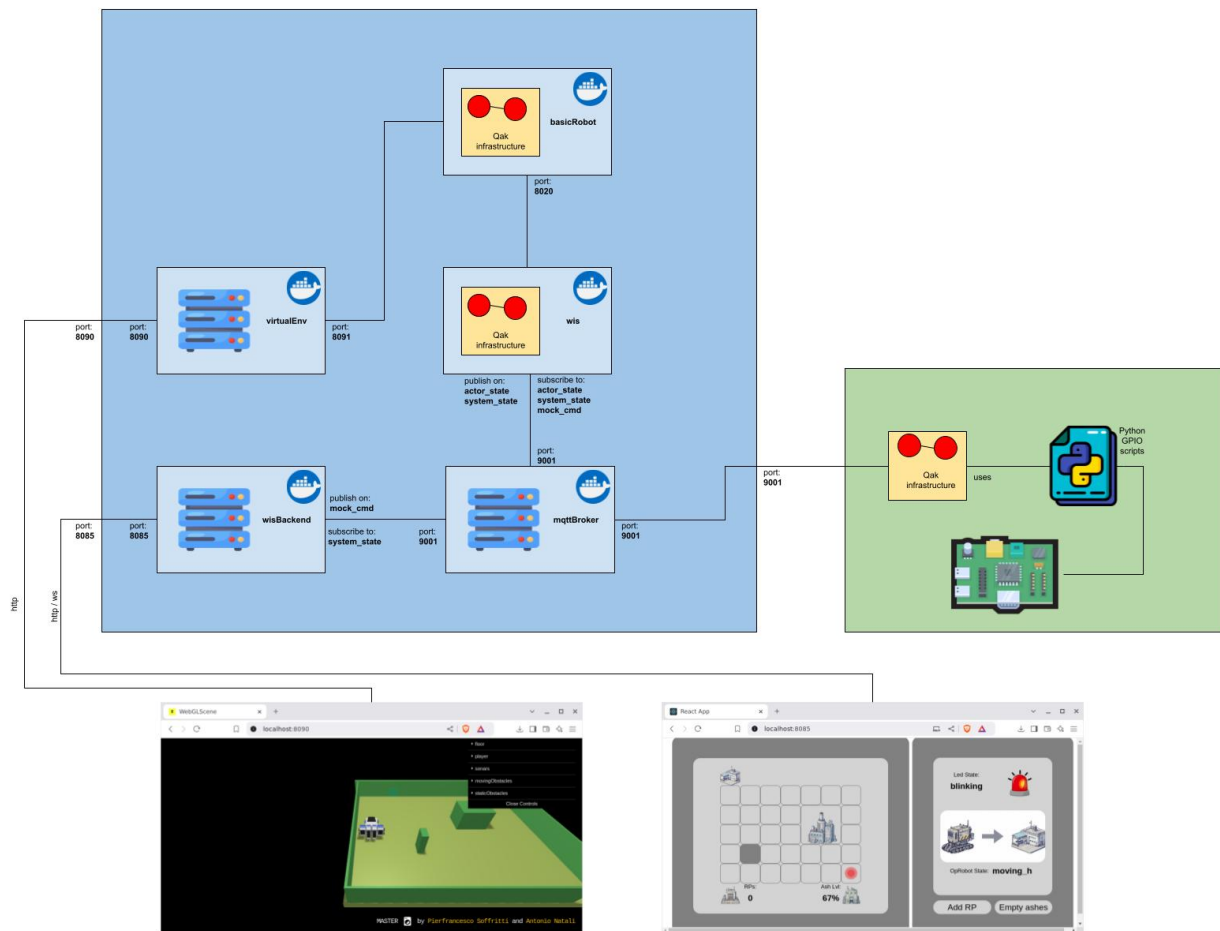 Qak
infrastructure
basicRobot
port:
8020
virtualEnv
port:
8090
port:
8090
port:
8091
Qak
infrastructure
wis
publish on:
actor_state
system_state
subscribe to:
actor_state
system_state
mock_cmd
port:
9001
wisBackend
port:
8085
port:
8085
publish on:
mock_cmd
subscribe to:
system_state
port:
9001
mqttBroker
port:
9001
port:
9001
Qak
infrastructure
uses
Python
GPIO
scripts
http
http / ws
WebGLScene
localhost:8090
floor
player
sonars
movingObstacles
staticObstacles
Close Controls
MASTER by Pierfrancesco Soffritti and Antonio Natali
React App
localhost:8085
RPs:
0
Ash Lvl:
67%
Led State:
blinking
OpRobot State: moving_h
Add RP
Empty ashes